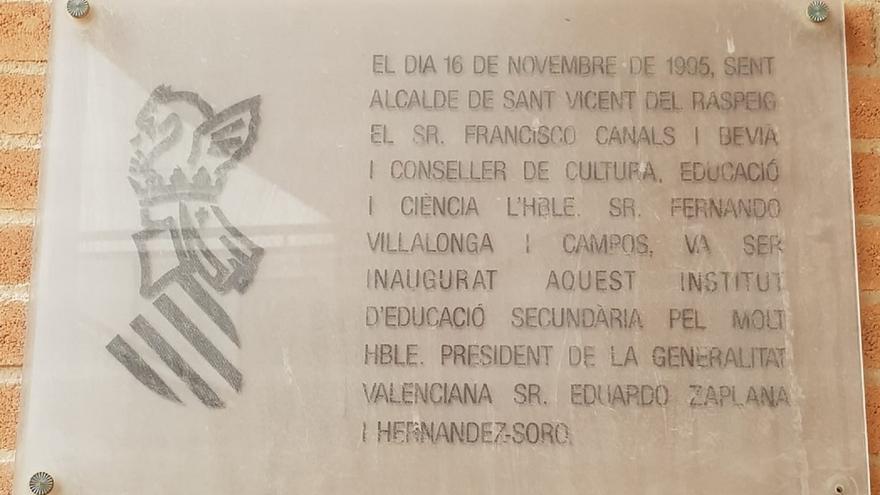 EL DIA 16 DE NOVEMBRE DE 1995, SENT
ALCALDE DE SANT VICENT DEL RASPEIG
EL SR. FRANCISCO CANALS I BEVIÀ
I CONSELLER DE CULTURA, EDUCACIÓ
I CIÈNCIA L'HBLE. SR. FERNANDO
VILLALONGA I CAMPOS, VA SER
INAUGURAT AQUEST INSTITUT
D'EDUCACIÓ SECUNDÀRIA PEL MOLT
HBLE. PRESIDENT DE LA GENERALITAT
VALENCIANA SR. EDUARDO ZAPLANA
I HERNANDEZ-SORO.